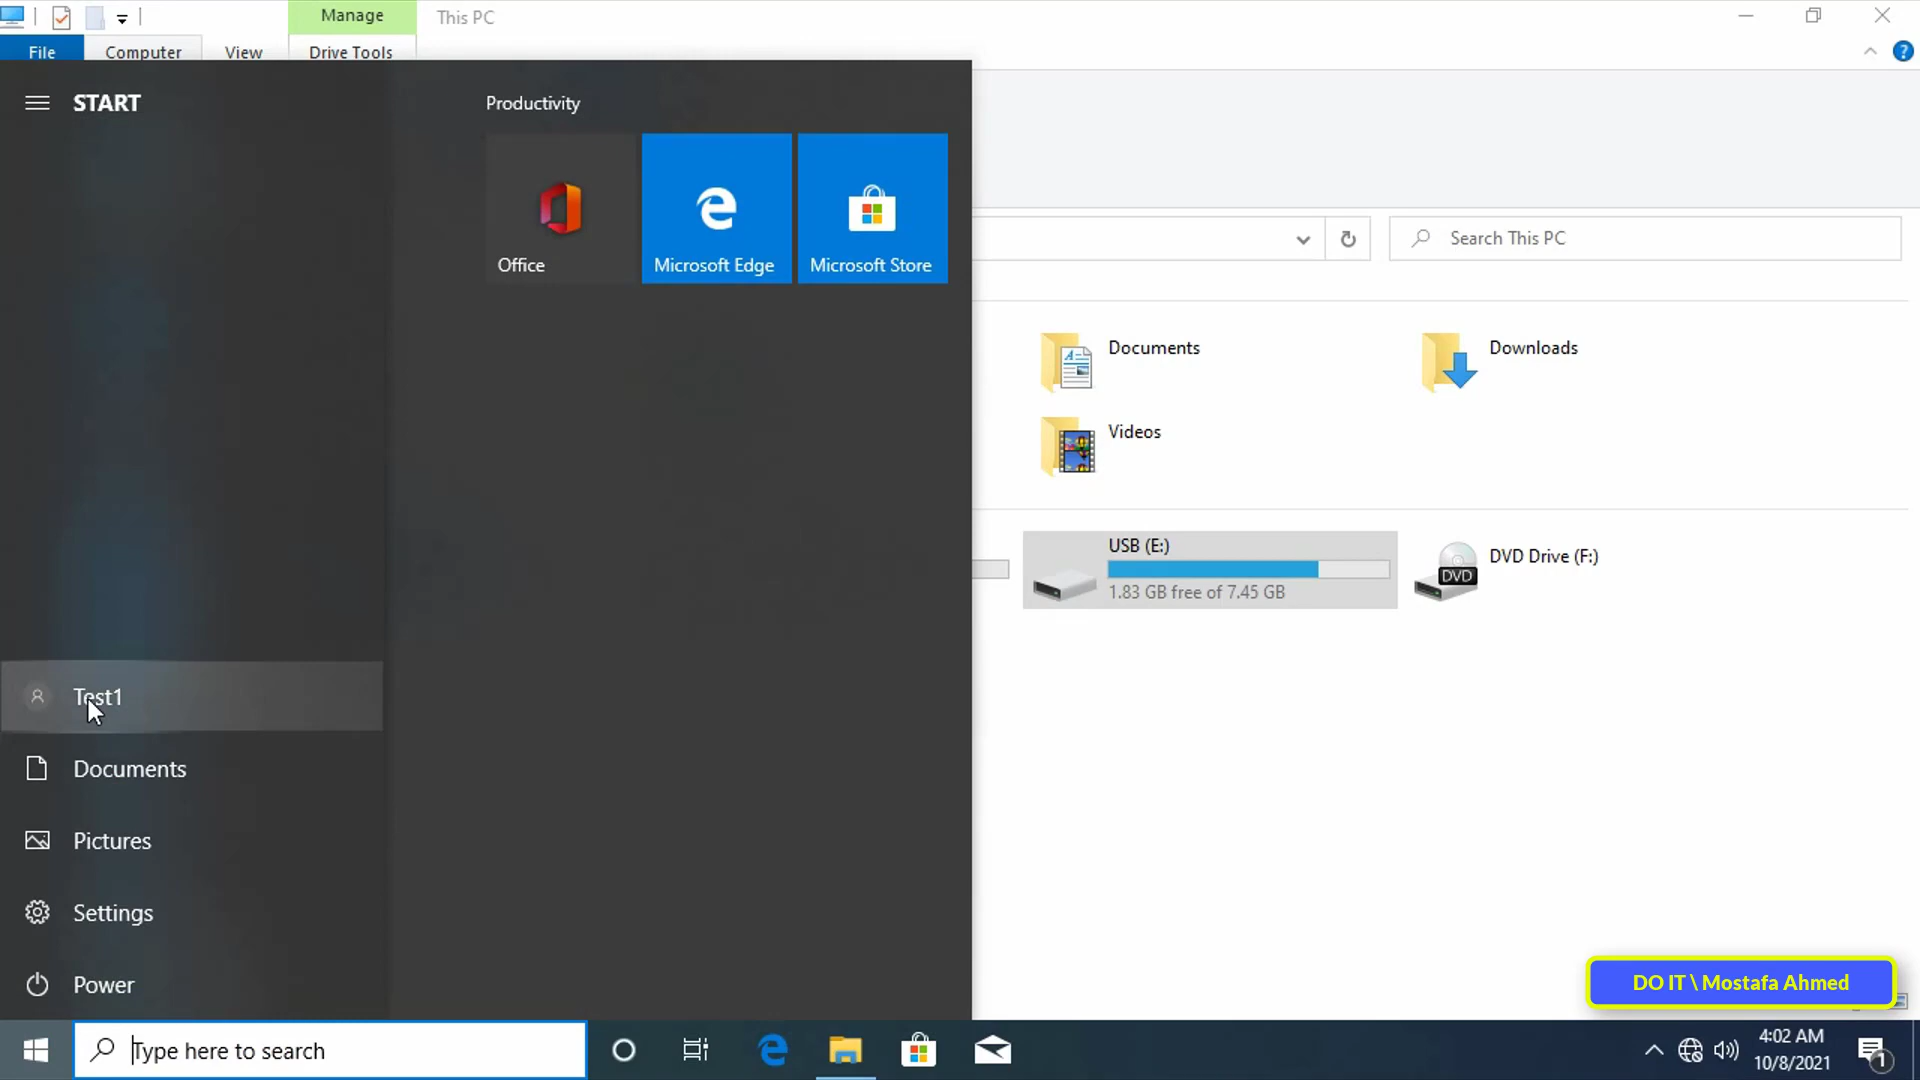 Manage
This PC
File
Computer
View
Drive Tools
START
Productivity
Office
Microsoft Edge
Microsoft Store
Search This PC
Documents
Downloads
Videos
USB (E:)
1.83 GB free of 7.45 GB
DVD Drive (F:)
DVD
Test1
Documents
Pictures
Settings
Power
DO IT \ Mostafa Ahmed
Type here to search
4:02 AM
10/8/2021
1